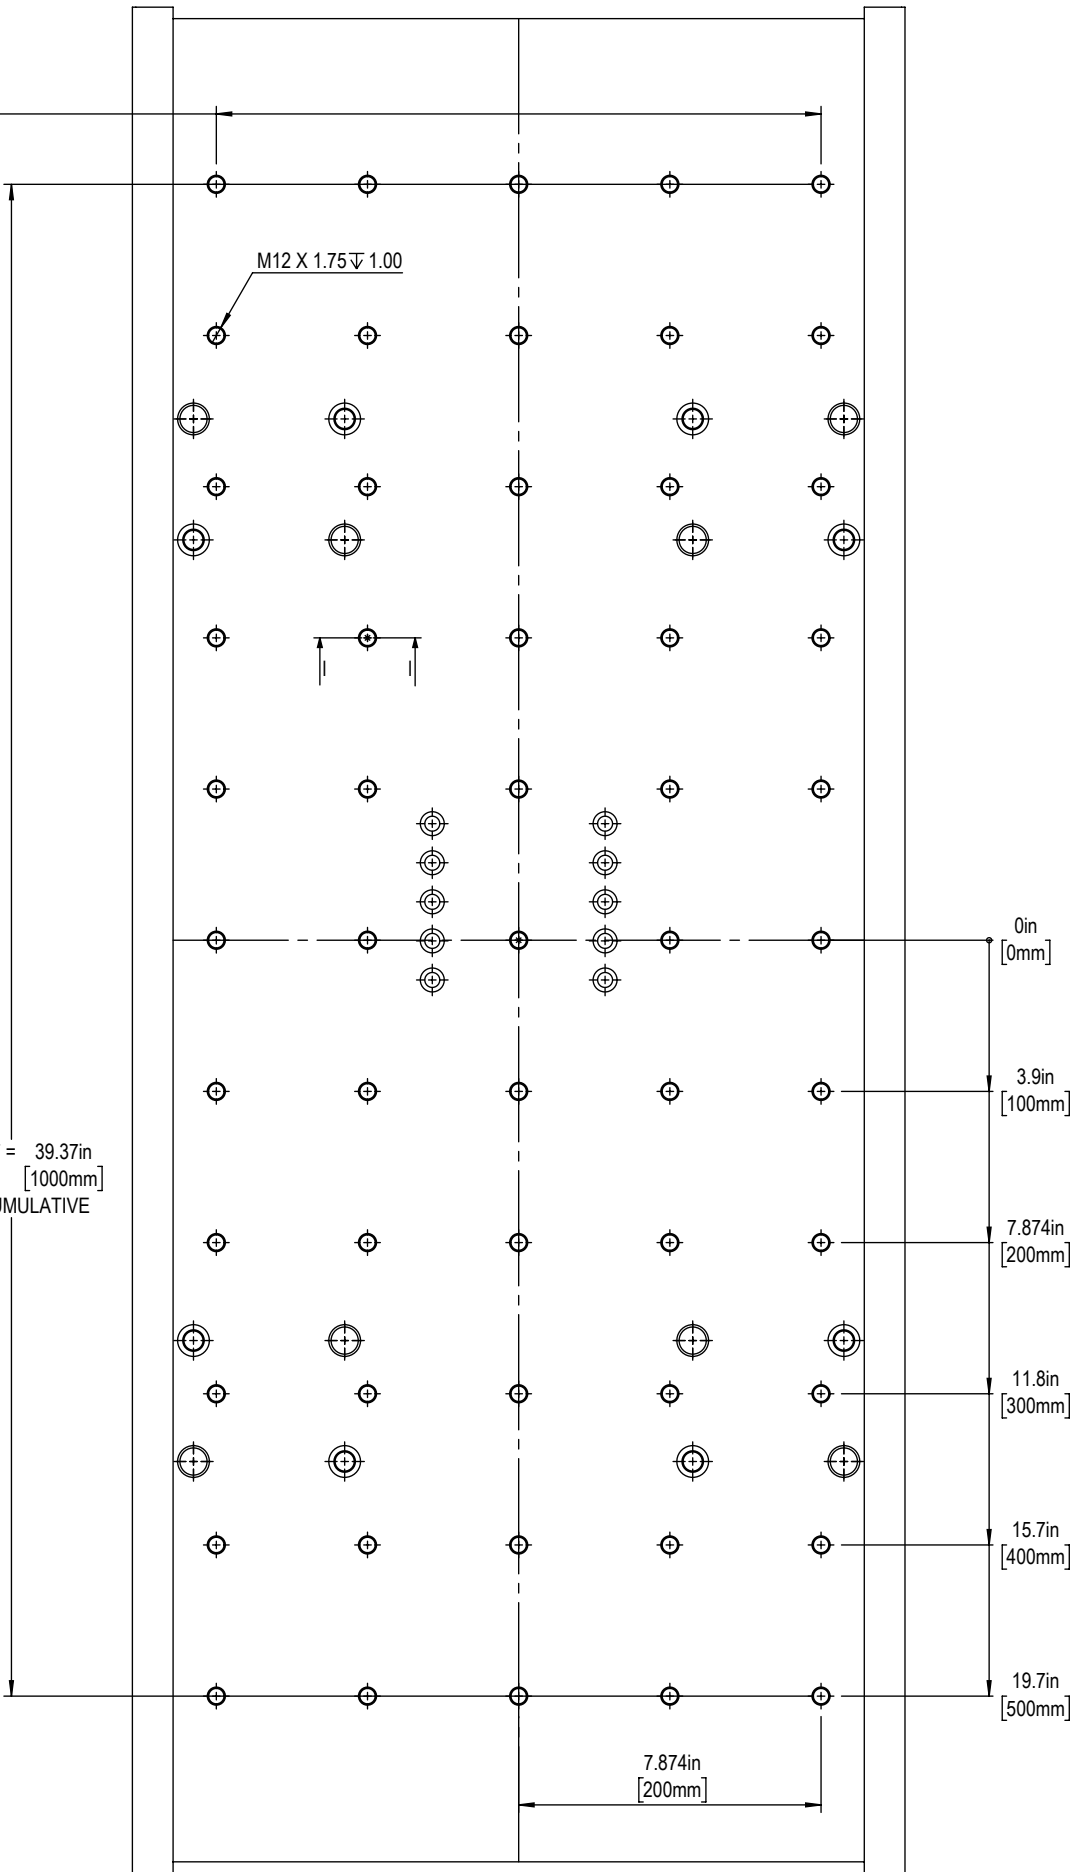 M12 X 1.75↧ 1.00
I I
0in
[0mm]
3.9in
[100mm]
= 39.37in
[1000mm]
UMULATIVE
7.874in
[200mm]
11.8in
[300mm]
15.7in
[400mm]
19.7in
[500mm]
7.874in
[200mm]